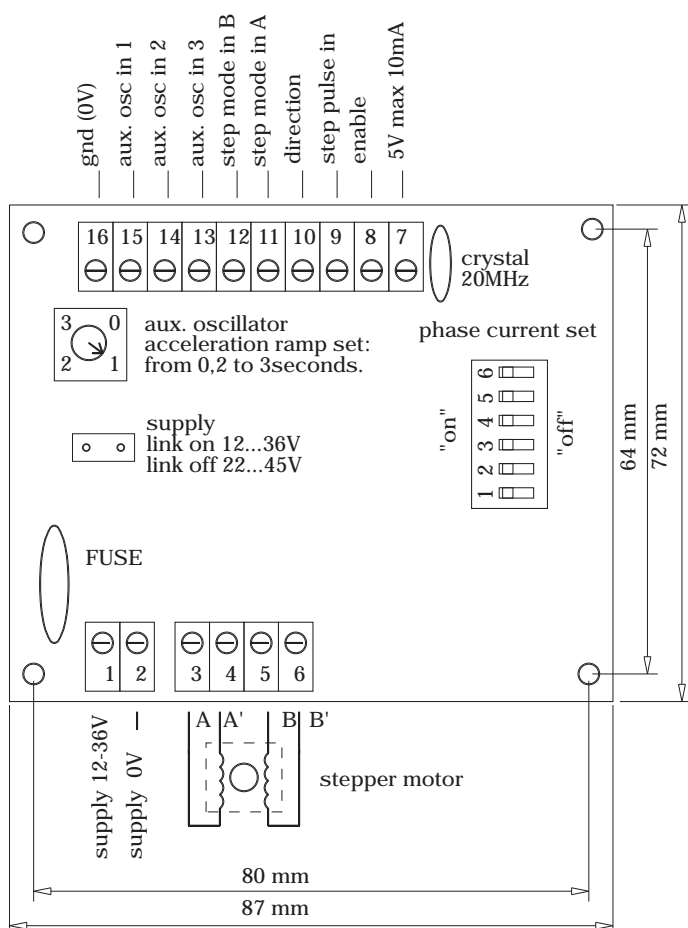 gnd (0V)
aux. osc in 1
aux. osc in 2
aux. osc in 3
step mode in B
step mode in A
direction
step pulse in
enable
5V max 10mA
16 15 14 13 12 11 10 9 8 7
crystal
20MHz
3 0
2 1
aux. oscillator
acceleration ramp set:
from 0,2 to 3seconds.
phase current set
"on"
6
5
4
3
2
1
"off"
supply
link on 12...36V
link off 22...45V
64 mm
72 mm
FUSE
1 2 3 4 5 6
A A' B B'
supply 12-36V
supply 0V
stepper motor
80 mm
87 mm